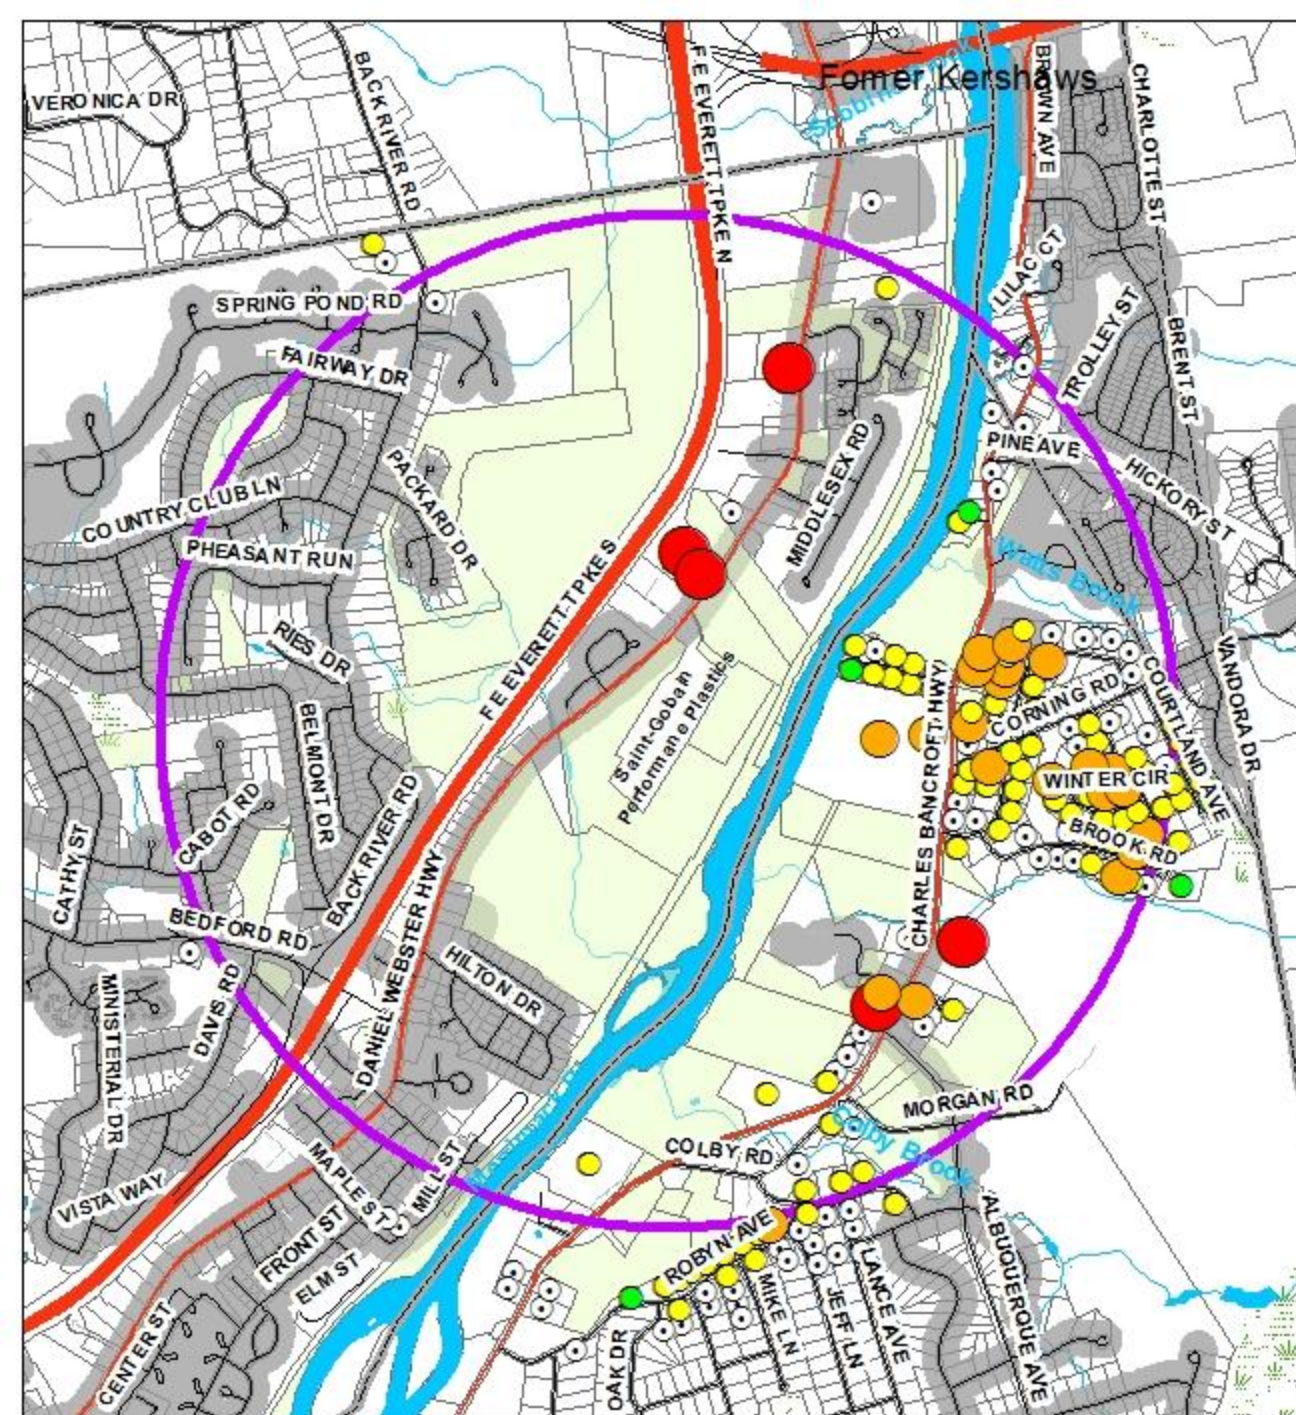 VERONICA DR
BACK RIVER RD
F E EVERETT TPKE N
Fomer Kershaws
BROWN AVE
CHARLOTTE ST
SPRING POND RD
FAIRWAY DR
LILAC CT
TROLLEY ST
BRENT ST
PINE AVE
HICKORY ST
COUNTRY CLUB LN
PACKARD DR
MIDDLESEX RD
PHEASANT RUN
F E EVERETT TPKE S
Watts Brook
RIES DR
BELMONT DR
Saint-Gobain
Performane Plastics
CHARLES BANCROFT HWY
CORNING RD
COURTLAND AVE
VANDORA DR
WINTER CIR
BROOK RD
CABOT RD
CATHY ST
BACK RIVER RD
BEDFORD RD
DANIEL WEBSTER HWY
HILTON DR
MINISTERIAL DR
DAVIS RD
MORGAN RD
Colby Brook
COLBY RD
MAPLE ST
MILL ST
VISTA WAY
FRONT ST
ELM ST
ROBYN AVE
ALBUQUERQUE AVE
LANCE AVE
JEFF LN
MIKE LN
OAK DR
CENTER ST